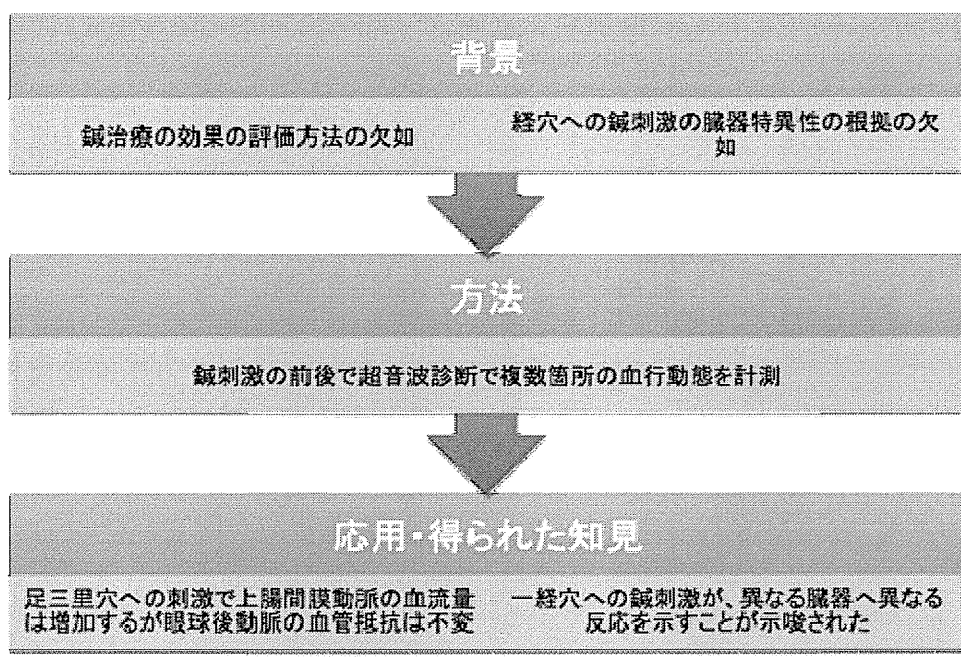 背景
鍼治療の効果の評価方法の欠如
経穴への鍼刺激の臓器特異性の根拠の欠
如
方法
鍼刺激の前後で超音波診断で複数箇所の血行動態を計測
応用・得られた知見
足三里穴への刺激で上腸間膜動脈の血流量
は増加するが眼球後動脈の血管抵抗は不変
一経穴への鍼刺激が、異なる臓器へ異なる
反応を示すことが示唆された